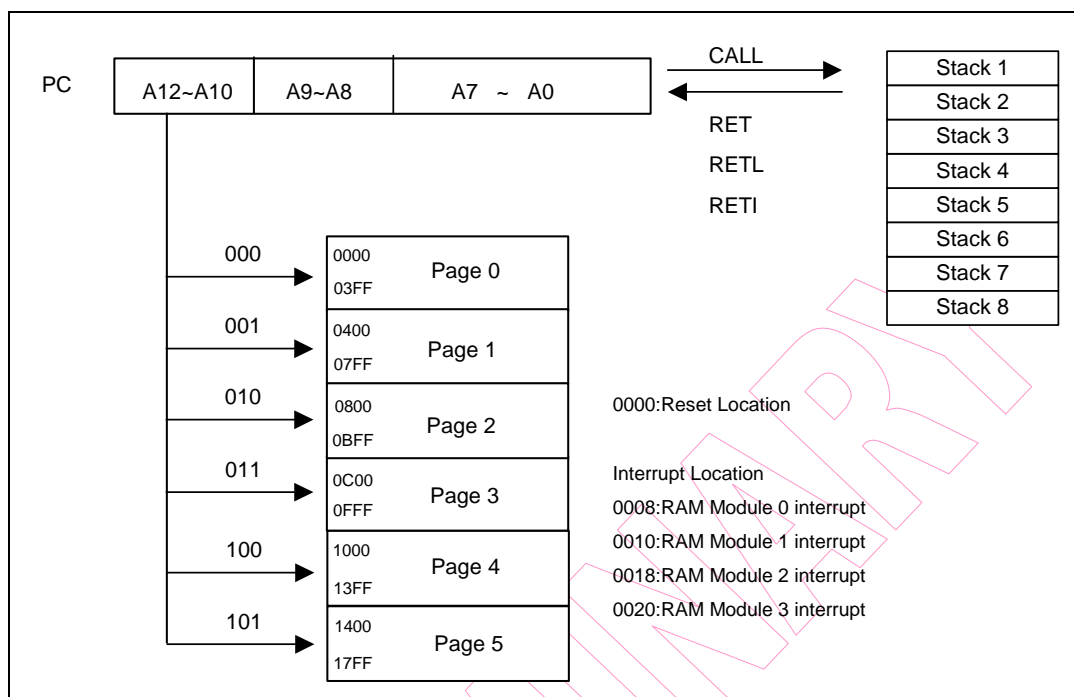 PC
A12~A10 A9~A8 A7 ~ A0
CALL
RET
RETL
RETI
Stack 1
Stack 2
Stack 3
Stack 4
Stack 5
Stack 6
Stack 7
Stack 8
000
0000
03FF
Page 0
001
0400
07FF
Page 1
010
0800
0BFF
Page 2
011
0C00
0FFF
Page 3
100
1000
13FF
Page 4
101
1400
17FF
Page 5
0000:Reset Location
Interrupt Location
0008:RAM Module 0 interrupt
0010:RAM Module 1 interrupt
0018:RAM Module 2 interrupt
0020:RAM Module 3 interrupt